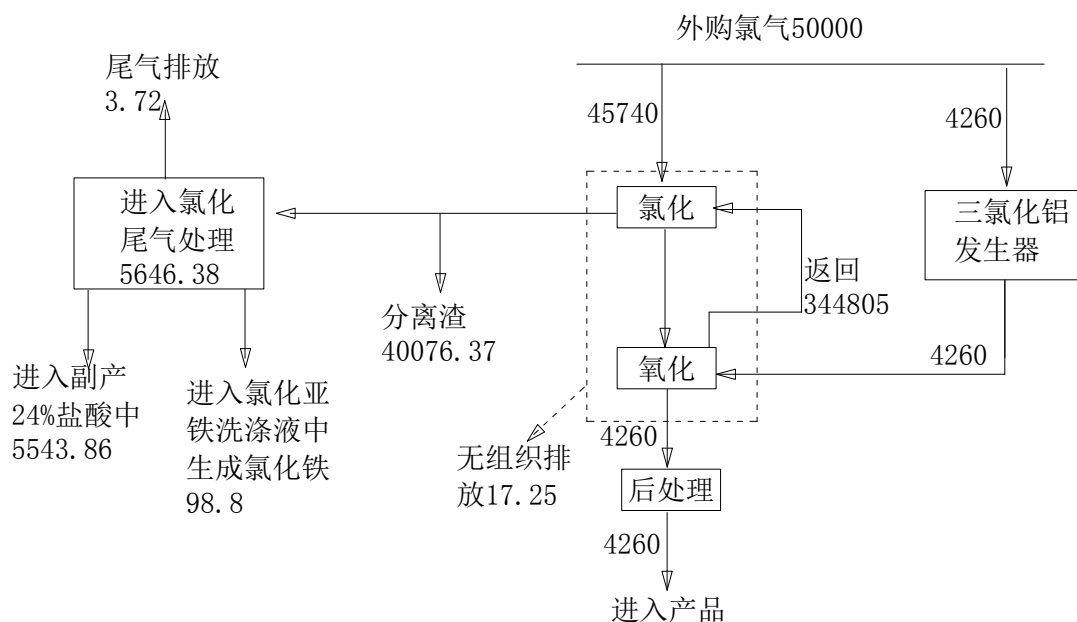 外购氯气50000
尾气排放
3.72
45740
4260
进入氯化
尾气处理
5646.38
氯化
三氯化铝
发生器
返回
344805
分离渣
40076.37
氧化
4260
进入副产
24%盐酸中
5543.86
进入氯化亚
铁洗涤液中
生成氯化铁
98.8
无组织排
放17.25
4260
后处理
4260
进入产品